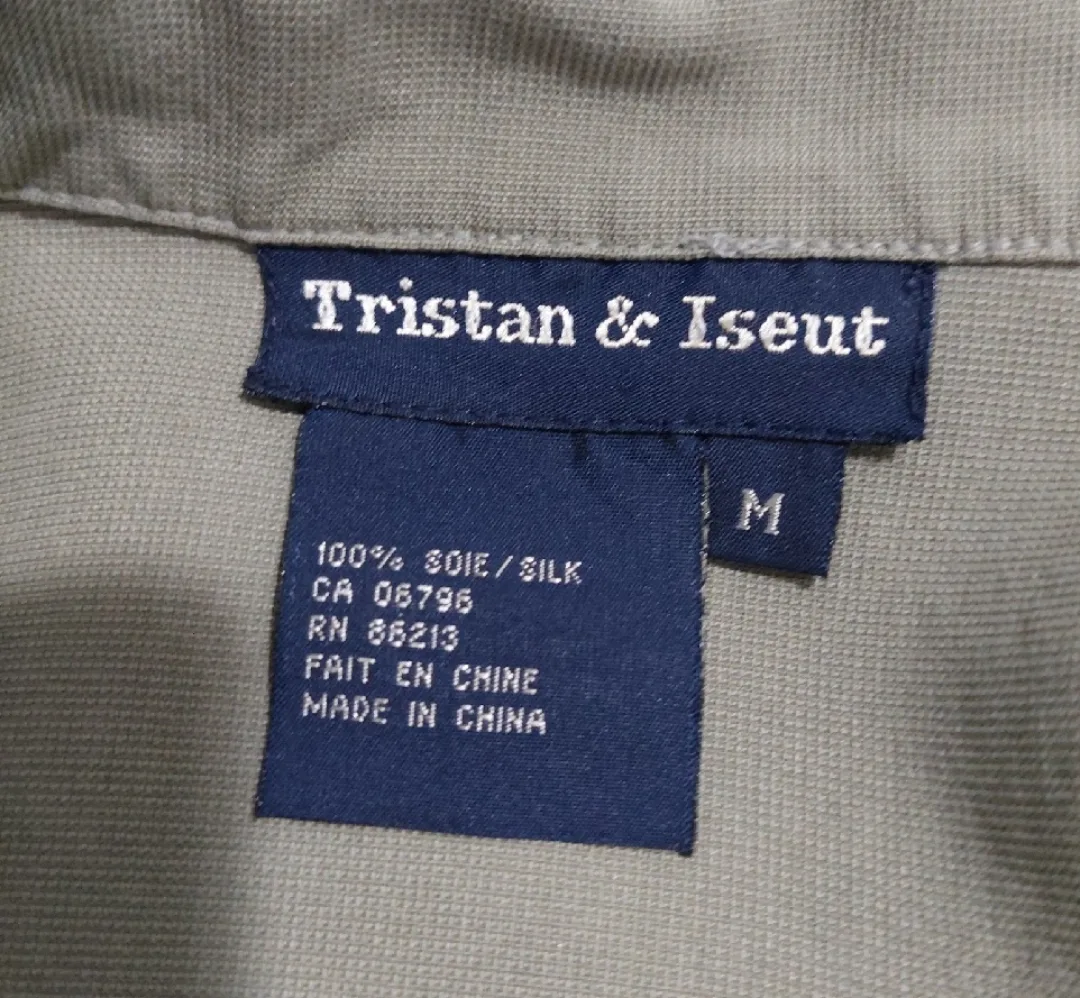 Tristan & Iseut
M
100% SOIE/SILK
CA 06796
RN 86213
FAIT EN CHINE
MADE IN CHINA